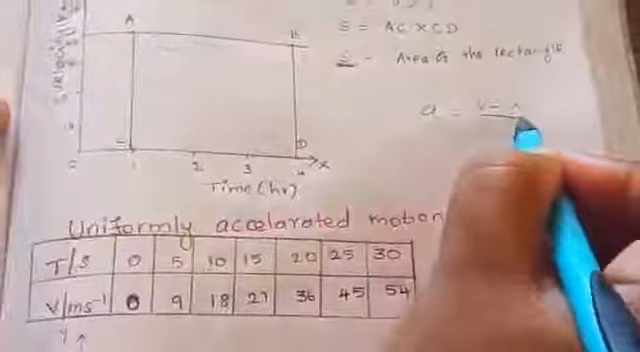 S = AC X CD
A B
S - Area of the rectangle
a = v -
C D
0 1 2 3 4 X
Time (hr)
Uniformly accelarated motion
T/S 0 5 10 15 20 25 30
V/ms⁻¹ 0 9 18 27 36 45 54
Y